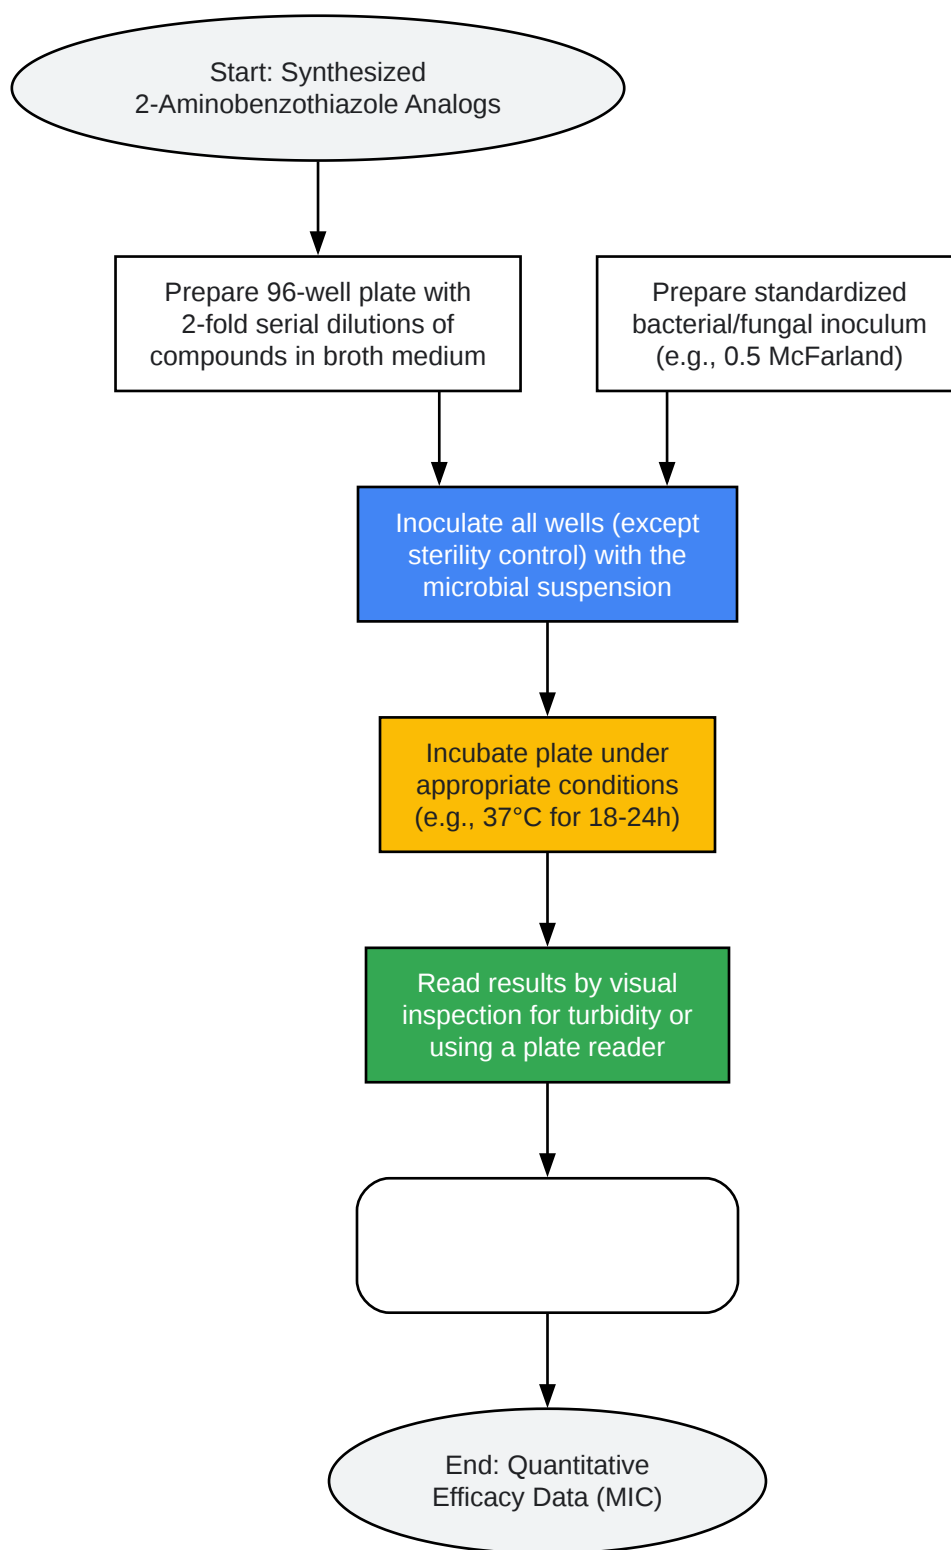 Start: Synthesized
2-Aminobenzothiazole Analogs
Prepare 96-well plate with
2-fold serial dilutions of
compounds in broth medium
Prepare standardized
bacterial/fungal inoculum
(e.g., 0.5 McFarland)
Inoculate all wells (except
sterility control) with the
microbial suspension
Incubate plate under
appropriate conditions
(e.g., 37°C for 18-24h)
Read results by visual
inspection for turbidity or
using a plate reader
End: Quantitative
Efficacy Data (MIC)